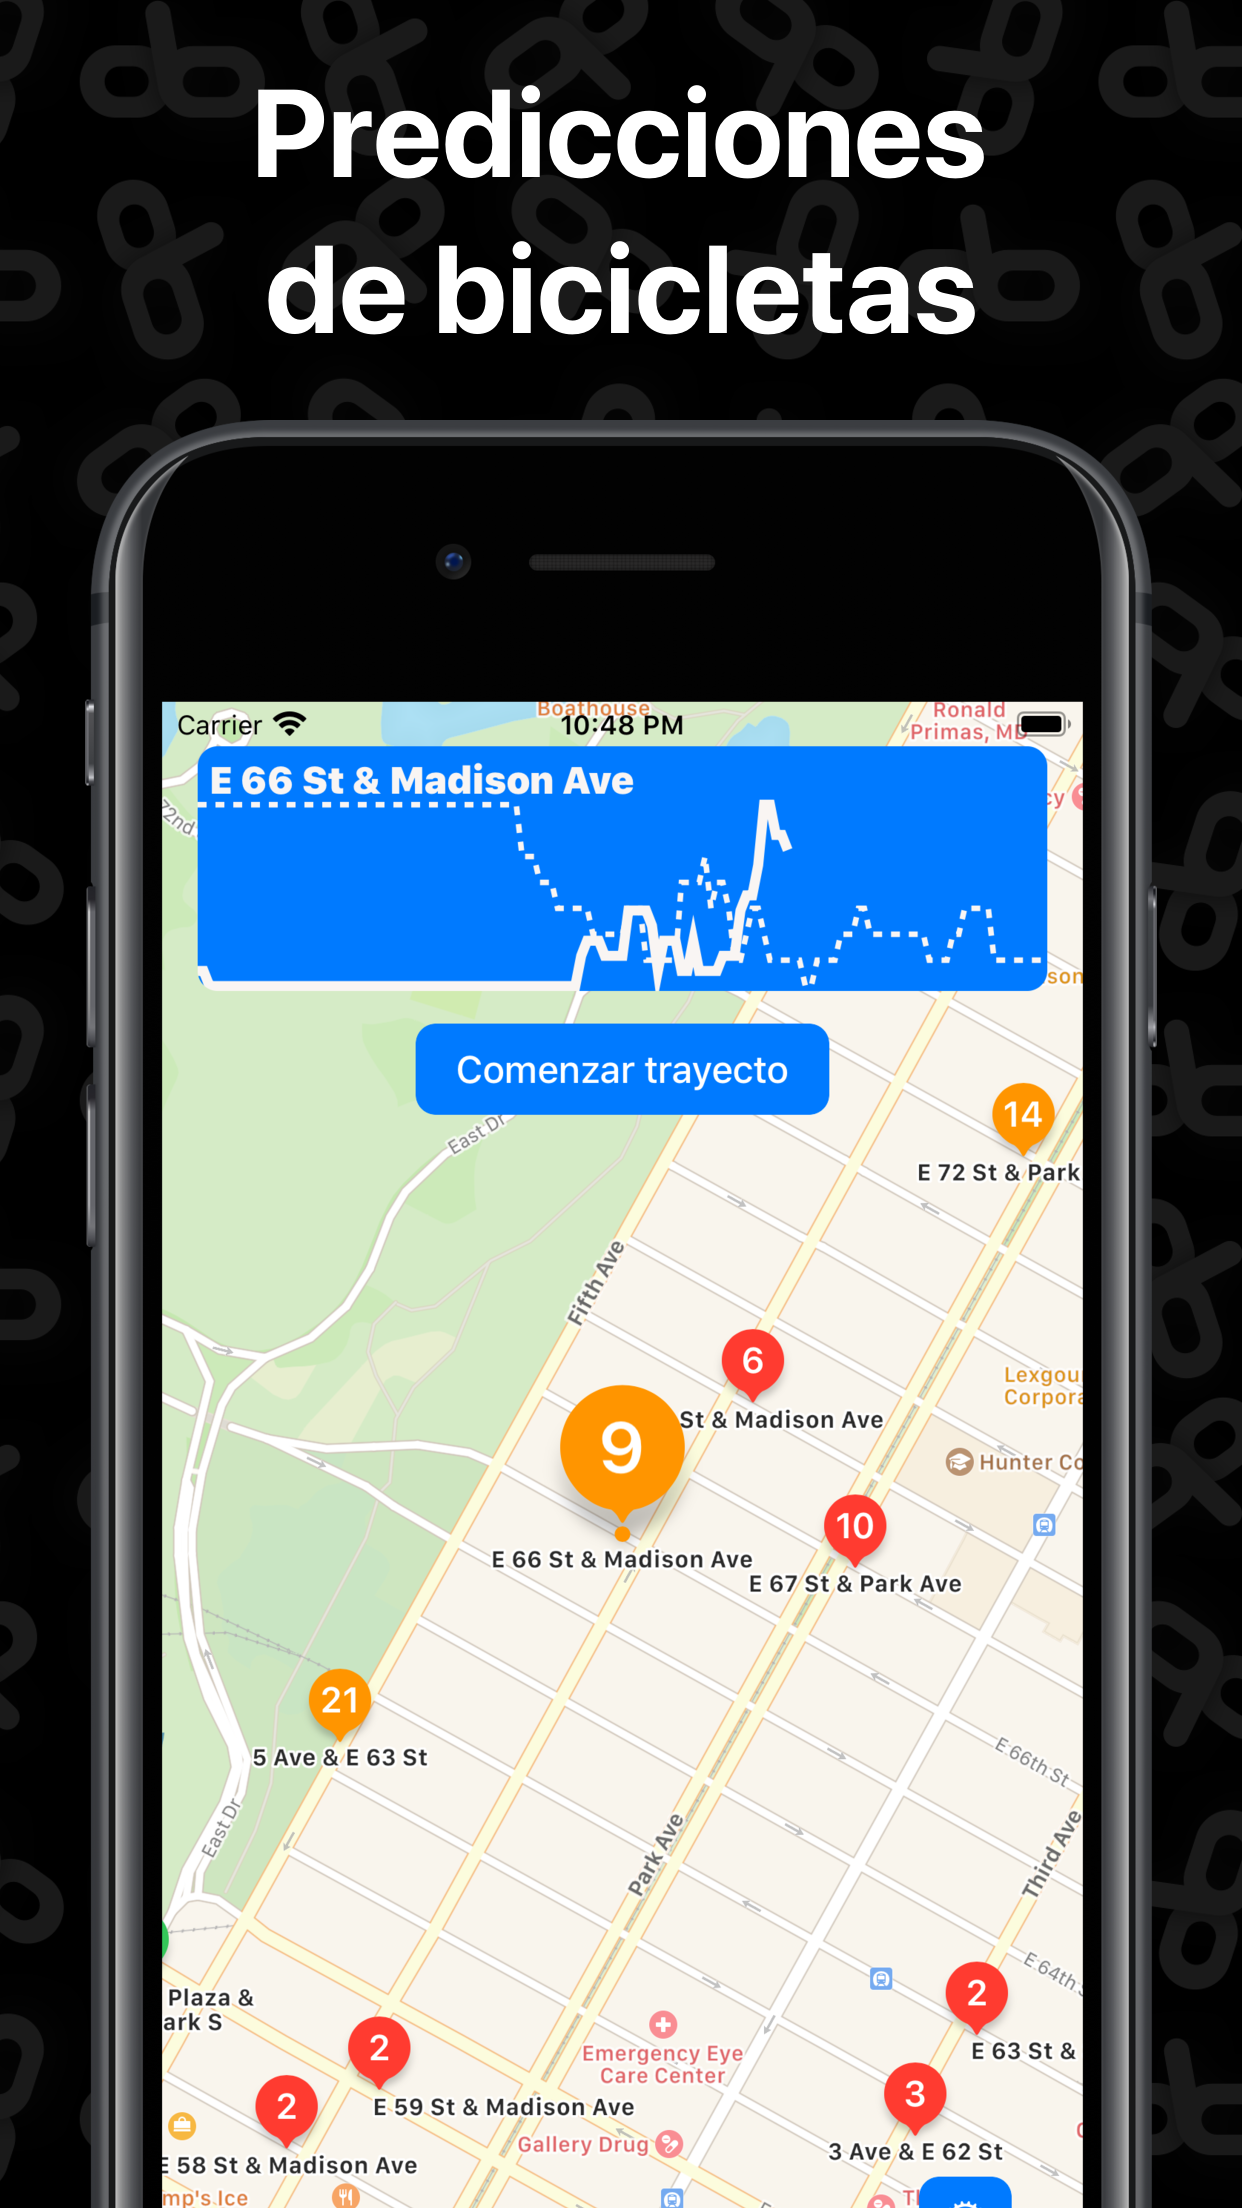 Predicciones
de bicicletas
Boathouse
Carrier
10:48 PM
Ronald
Primas, MD
E 66 St & Madison Ave
72nd
Comenzar trayecto
East Dr
14
E 72 St & Park
Fifth Ave
6
St & Madison Ave
Lexgou
Corpora
9
Hunter Co
10
E 66 St & Madison Ave
E 67 St & Park Ave
21
5 Ave & E 63 St
E 66th St
East Dr
Park Ave
Third Ave
E 64th
2
Plaza &
ark S
2
Emergency Eye
Care Center
E 63 St &
3
2
E 59 St & Madison Ave
Gallery Drug
3 Ave & E 62 St
E 58 St & Madison Ave
mp's Ice